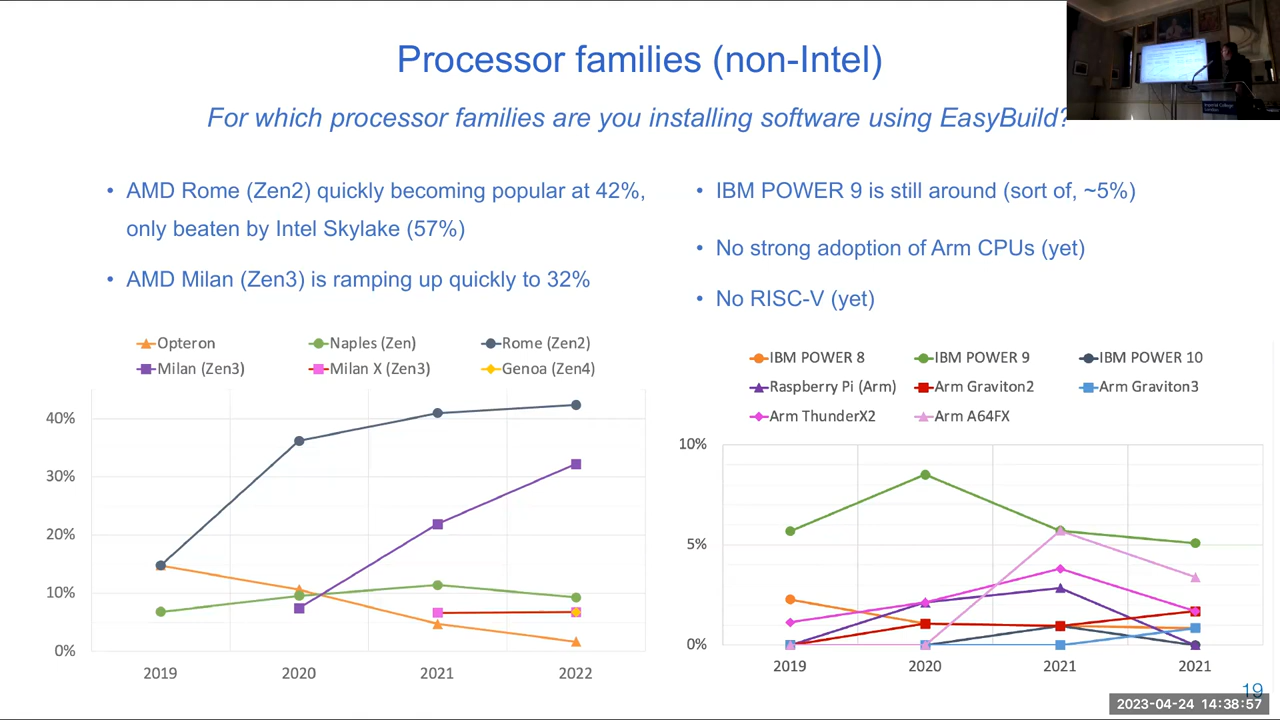 Processor families (non-Intel)
For which processor families are you installing software using EasyBuild?
• AMD Rome (Zen2) quickly becoming popular at 42%,
only beaten by Intel Skylake (57%)
• AMD Milan (Zen3) is ramping up quickly to 32%
• IBM POWER 9 is still around (sort of, ~5%)
• No strong adoption of Arm CPUs (yet)
• No RISC-V (yet)
Opteron Naples (Zen) Rome (Zen2)
Milan (Zen3) Milan X (Zen3) Genoa (Zen4)
40%
30%
20%
10%
0%
2019 2020 2021 2022
IBM POWER 8 IBM POWER 9 IBM POWER 10
Raspberry Pi (Arm) Arm Graviton2 Arm Graviton3
Arm ThunderX2 Arm A64FX
10%
5%
0%
2019 2020 2021 2021
19
2023-04-24 14:38:57